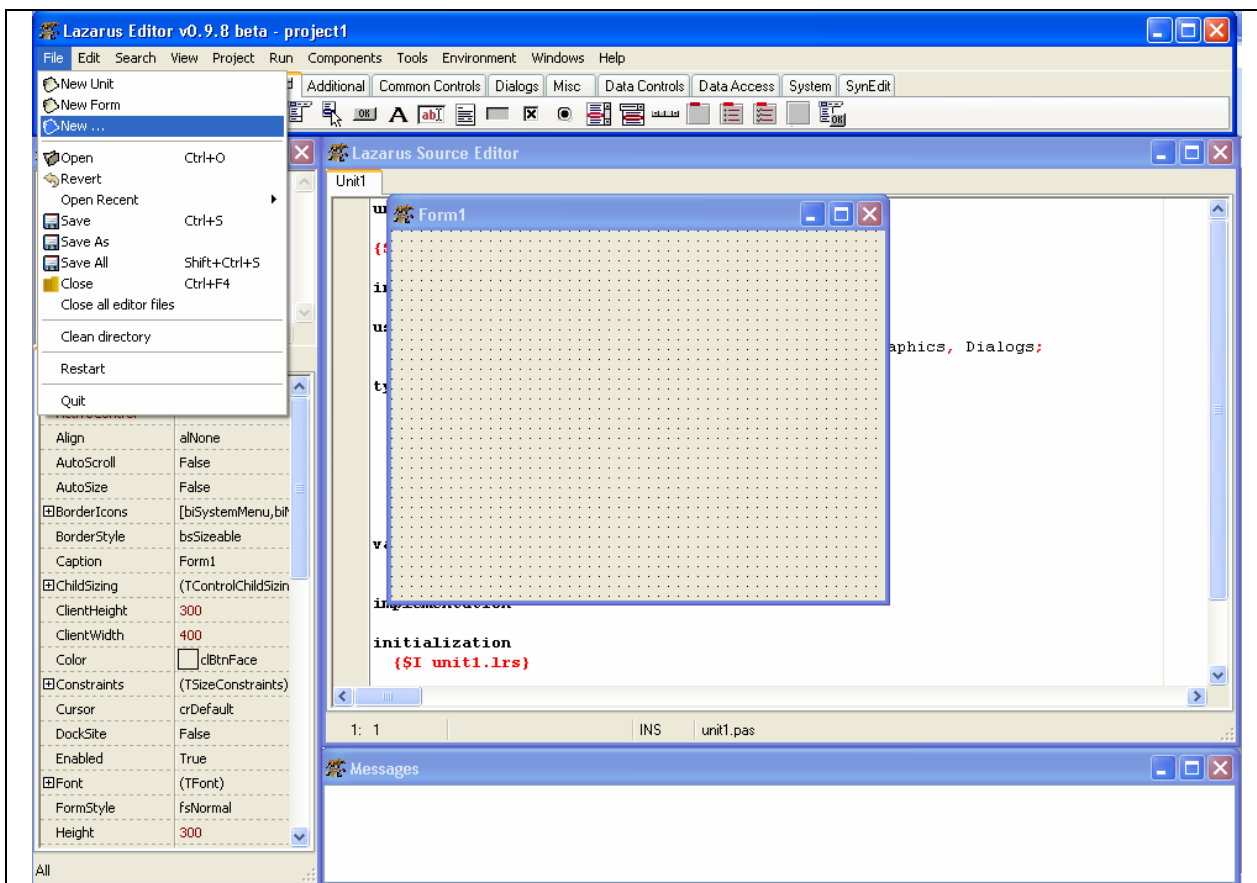 Lazarus Editor v0.9.8 beta - project1
File Edit Search View Project Run Components Tools Environment Windows Help
Additional Common Controls Dialogs Misc Data Controls Data Access System SynEdit
OK A abI OK
New Unit
New Form
New ...
Open Ctrl+O
Revert
Open Recent
Save Ctrl+S
Save As
Save All Shift+Ctrl+S
Close Ctrl+F4
Close all editor files
Clean directory
Restart
Quit
Align alNone
AutoScroll False
AutoSize False
BorderIcons [biSystemMenu,biM
BorderStyle bsSizeable
Caption Form1
ChildSizing (TControlChildSizin
ClientHeight 300
ClientWidth 400
Color clBtnFace
Constraints (TSizeConstraints)
Cursor crDefault
DockSite False
Enabled True
Font (TFont)
FormStyle fsNormal
Height 300
All
Lazarus Source Editor
Unit1
Form1
aphics, Dialogs;
implementation
initialization
{$I unit1.lrs}
1: 1 INS unit1.pas
Messages